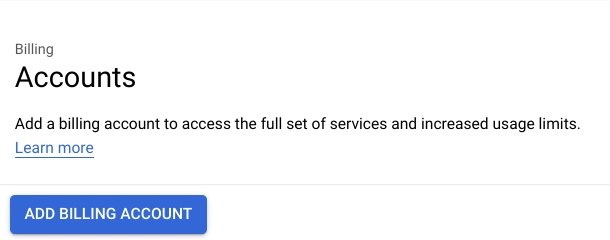 Billing
Accounts
Add a billing account to access the full set of services and increased usage limits.
Learn more
ADD BILLING ACCOUNT